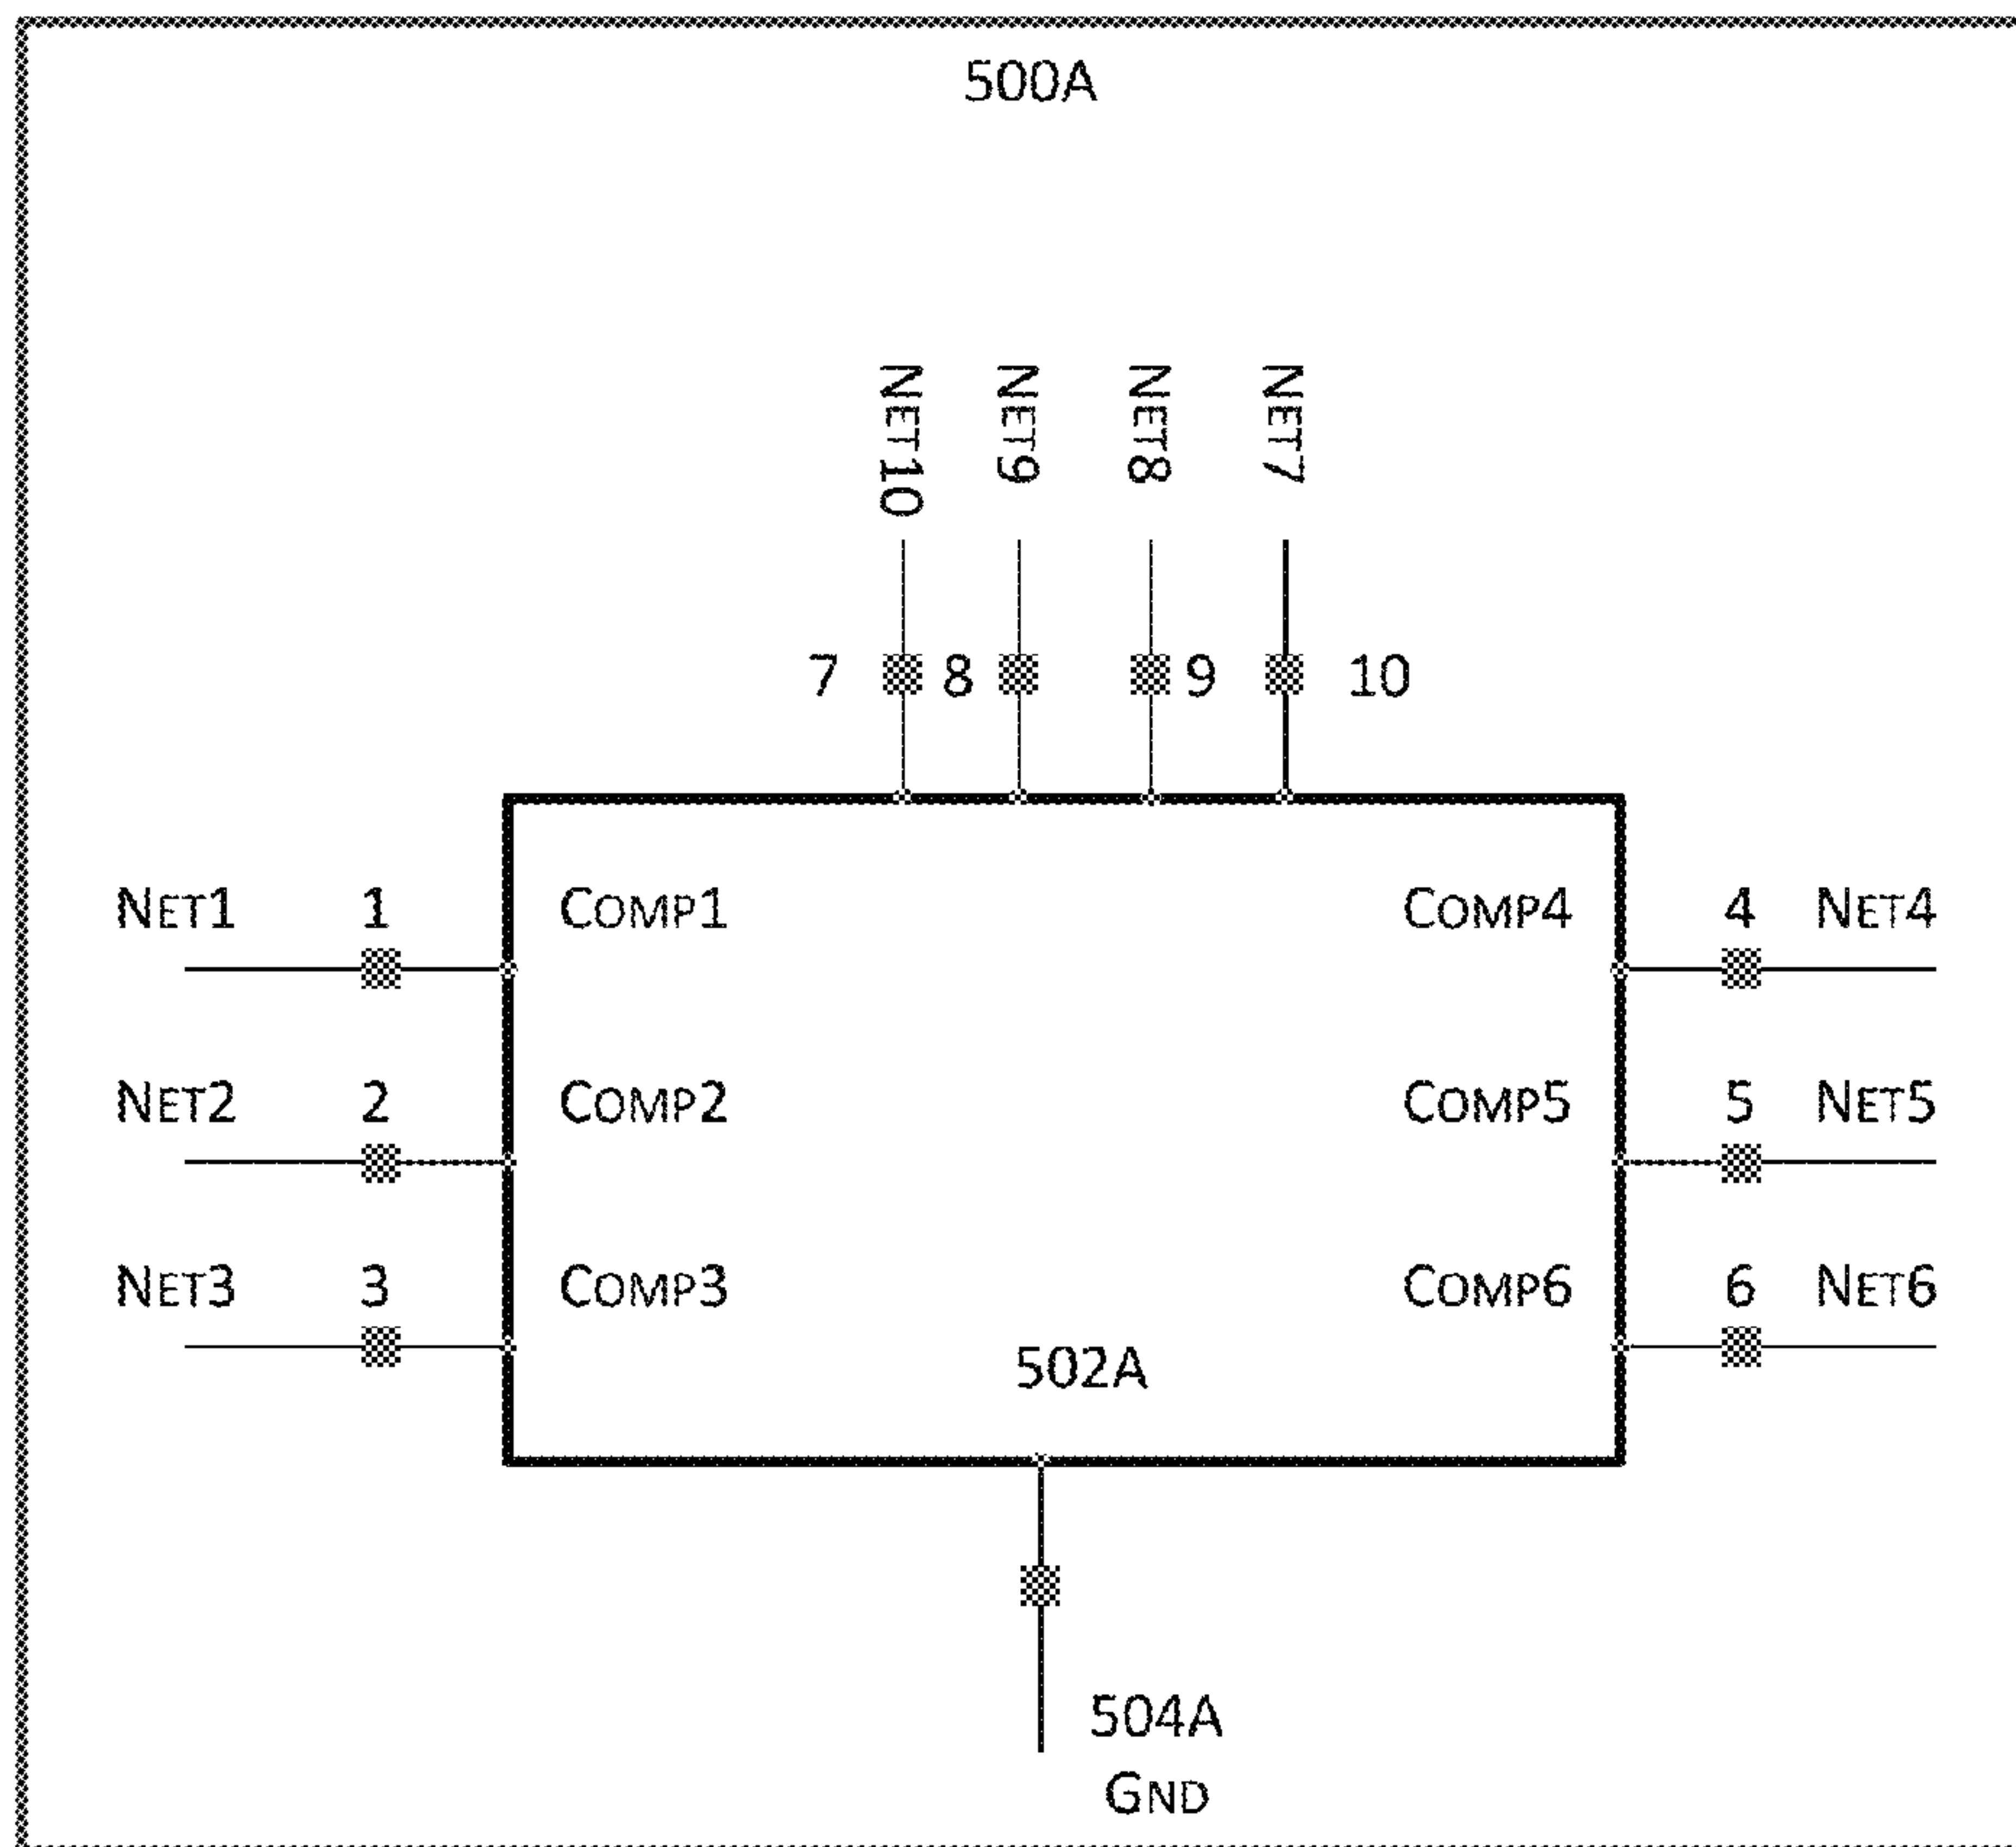 500A
NET10 NET9 NET8 NET7
7 8 9 10
NET1 1 COMP1 COMP4 4 NET4
NET2 2 COMP2 COMP5 5 NET5
NET3 3 COMP3 COMP6 6 NET6
502A
504A
GND